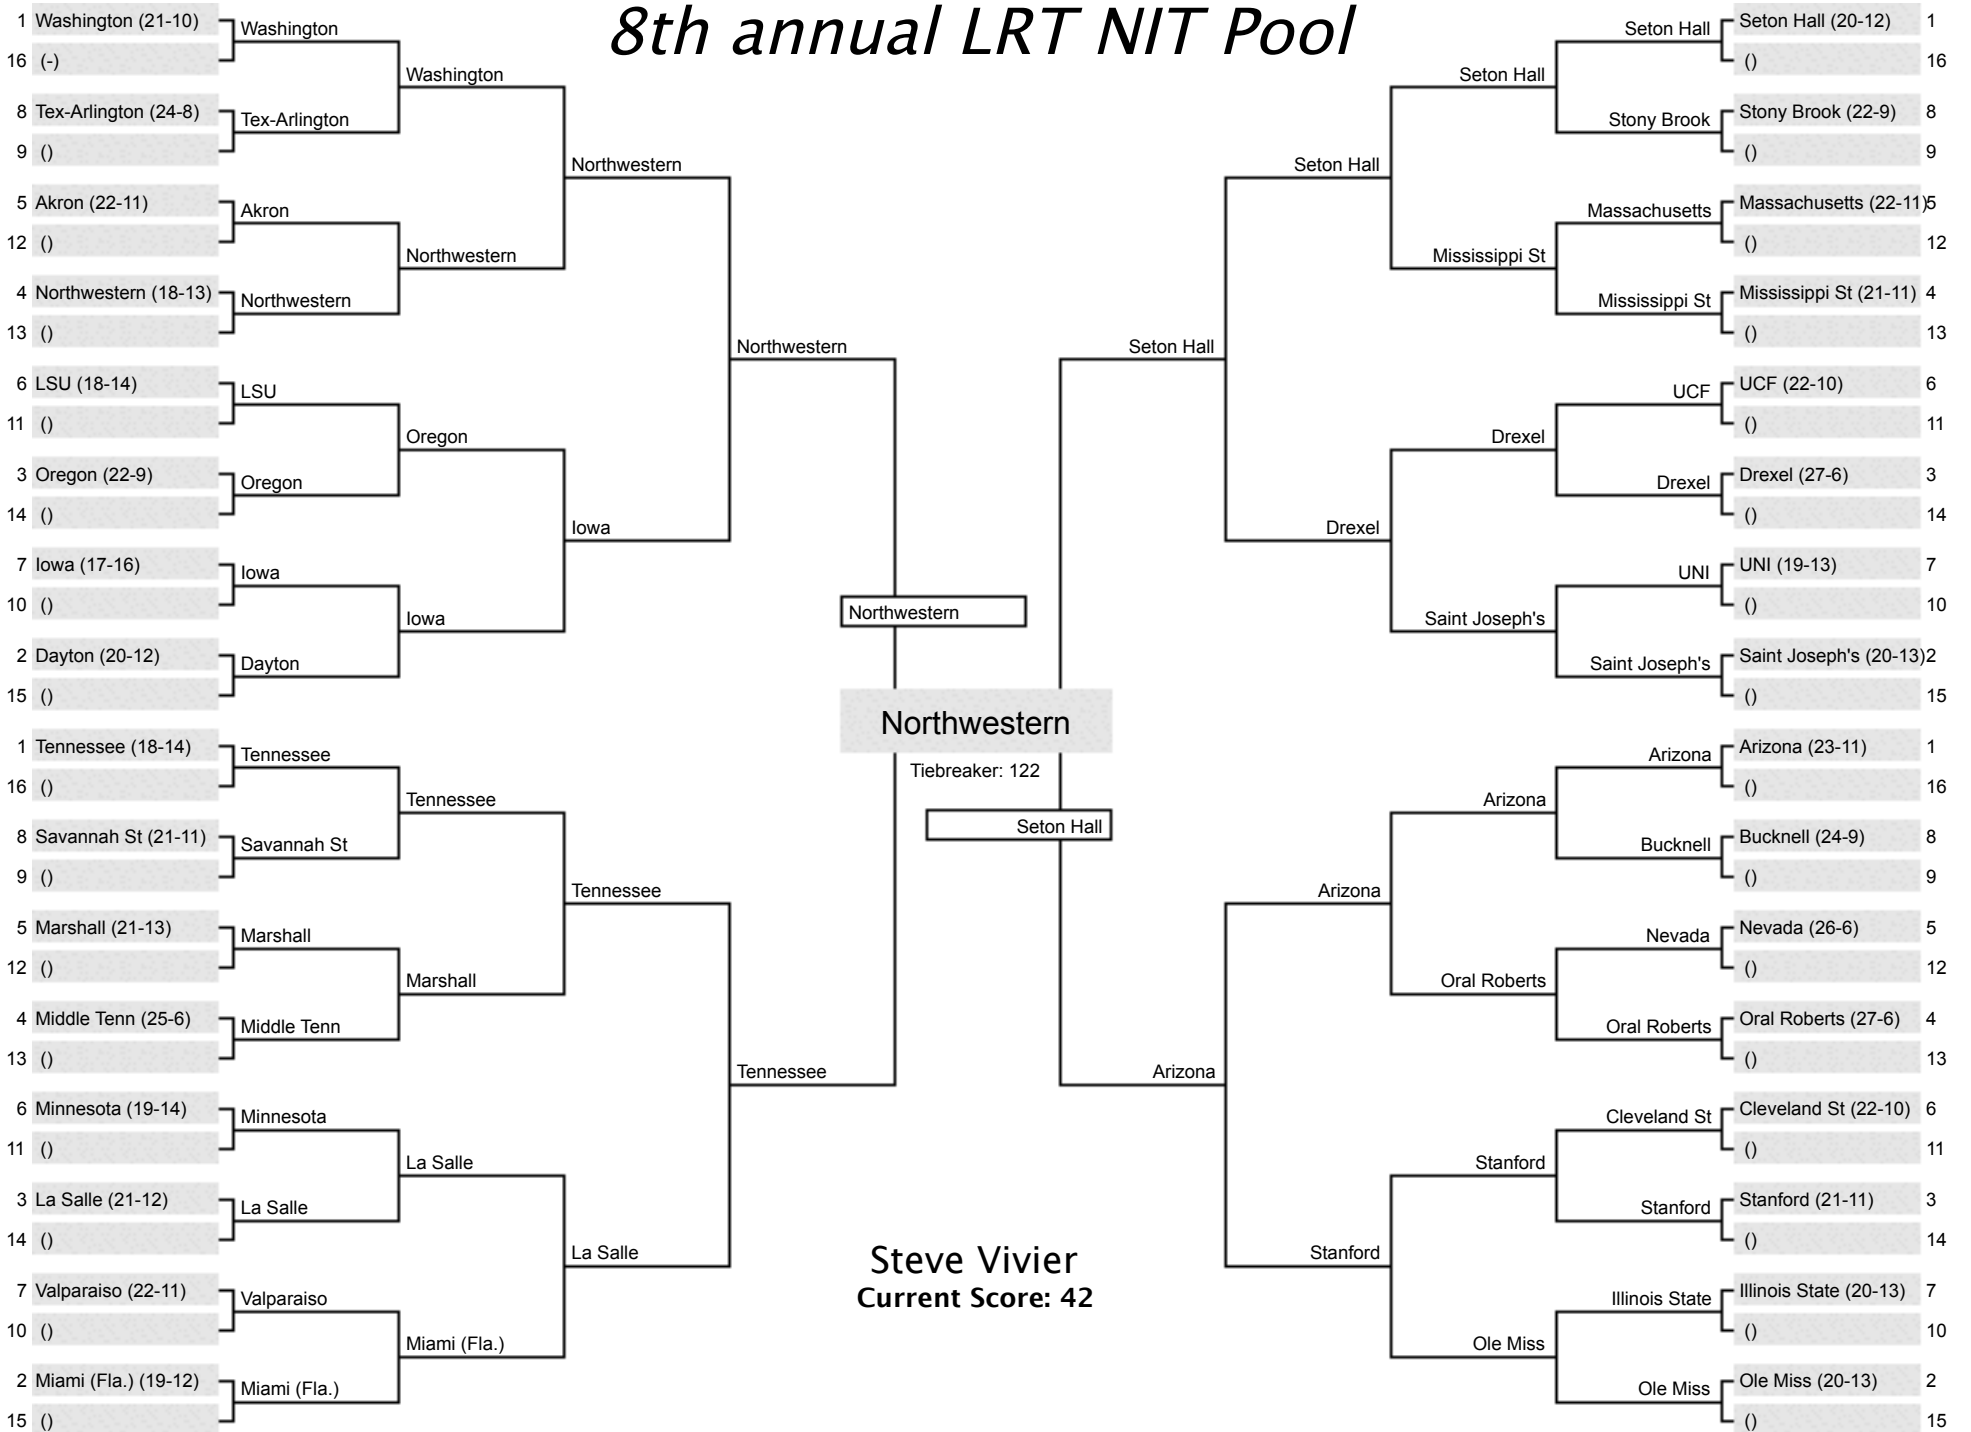 8th annual LRT NIT Pool
1 Washington (21-10)
16 (-)
8 Tex-Arlington (24-8)
9 ()
5 Akron (22-11)
12 ()
4 Northwestern (18-13)
13 ()
6 LSU (18-14)
11 ()
3 Oregon (22-9)
14 ()
7 Iowa (17-16)
10 ()
2 Dayton (20-12)
15 ()
1 Tennessee (18-14)
16 ()
8 Savannah St (21-11)
9 ()
5 Marshall (21-13)
12 ()
4 Middle Tenn (25-6)
13 ()
6 Minnesota (19-14)
11 ()
3 La Salle (21-12)
14 ()
7 Valparaiso (22-11)
10 ()
2 Miami (Fla.) (19-12)
15 ()
Washington
Tex-Arlington
Akron
Northwestern
LSU
Oregon
Iowa
Dayton
Tennessee
Savannah St
Marshall
Middle Tenn
Minnesota
La Salle
Valparaiso
Miami (Fla.)
Washington
Northwestern
Oregon
Iowa
Tennessee
Marshall
La Salle
Miami (Fla.)
Northwestern
Iowa
Tennessee
La Salle
Northwestern
Tennessee
Northwestern
Northwestern
Tiebreaker: 122
Seton Hall
Steve Vivier
Current Score: 42
Seton Hall
Arizona
Seton Hall
Drexel
Arizona
Stanford
Seton Hall
Mississippi St
Drexel
Saint Joseph's
Arizona
Oral Roberts
Stanford
Ole Miss
Seton Hall
Stony Brook
Massachusetts
Mississippi St
UCF
Drexel
UNI
Saint Joseph's
Arizona
Bucknell
Nevada
Oral Roberts
Cleveland St
Stanford
Illinois State
Ole Miss
Seton Hall (20-12) 1
() 16
Stony Brook (22-9) 8
() 9
Massachusetts (22-11) 5
() 12
Mississippi St (21-11) 4
() 13
UCF (22-10) 6
() 11
Drexel (27-6) 3
() 14
UNI (19-13) 7
() 10
Saint Joseph's (20-13) 2
() 15
Arizona (23-11) 1
() 16
Bucknell (24-9) 8
() 9
Nevada (26-6) 5
() 12
Oral Roberts (27-6) 4
() 13
Cleveland St (22-10) 6
() 11
Stanford (21-11) 3
() 14
Illinois State (20-13) 7
() 10
Ole Miss (20-13) 2
() 15